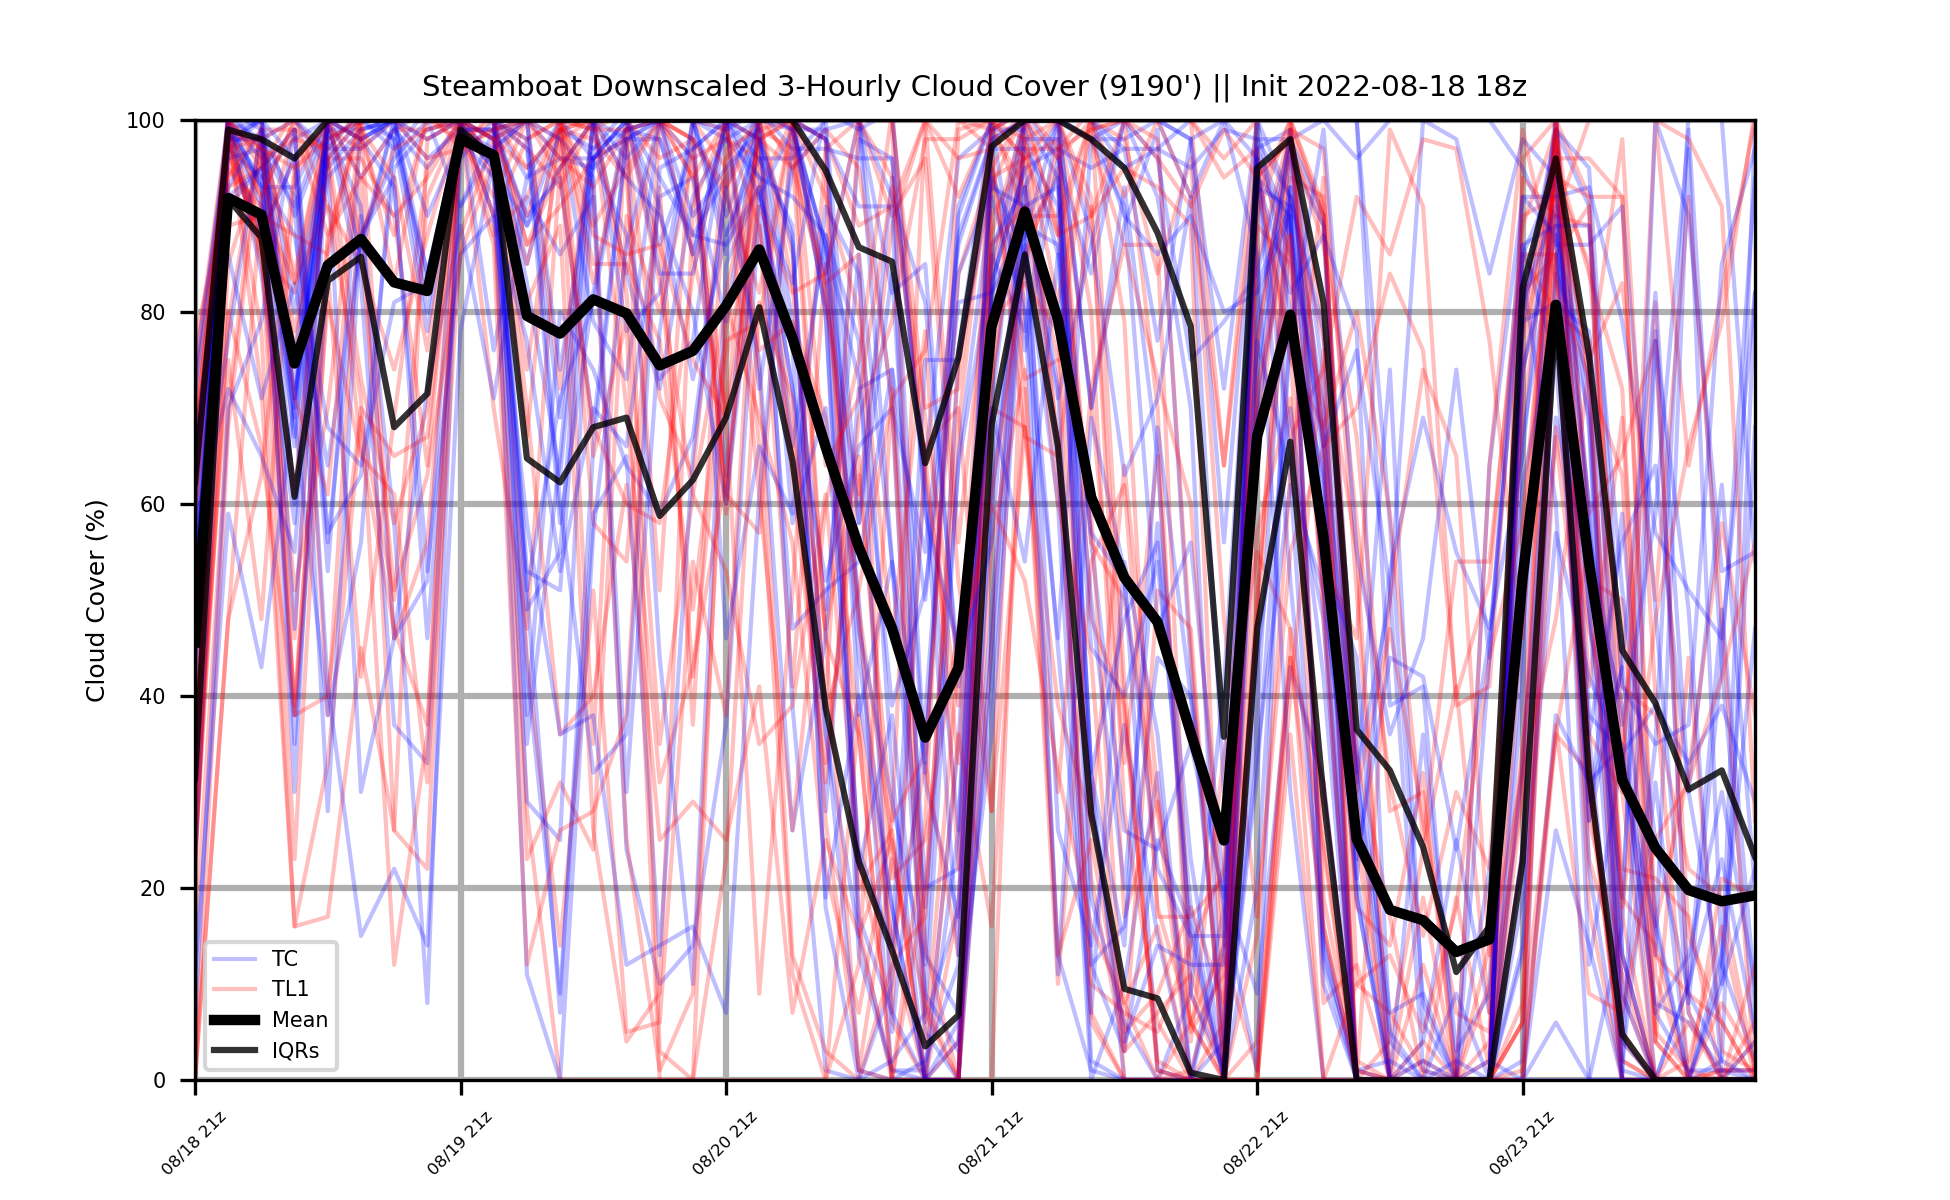 Steamboat Downscaled 3-Hourly Cloud Cover (9190') || Init 2022-08-18 18z
Cloud Cover (%)
100
80
60
40
20
0
TC
TL1
Mean
IQRs
08/18 21z
08/19 21z
08/20 21z
08/21 21z
08/22 21z
08/23 21z